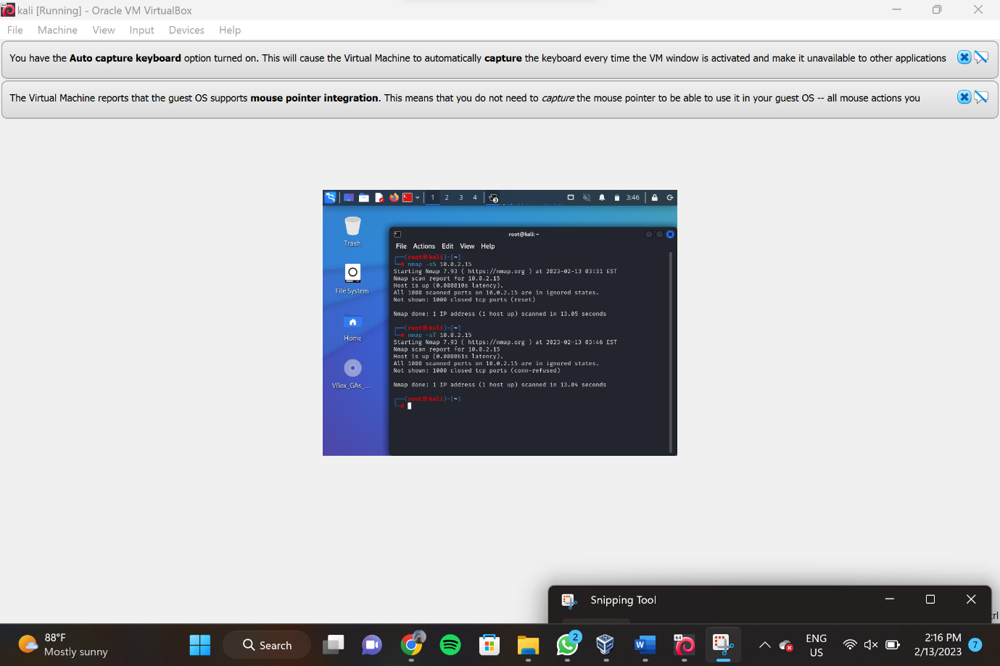 kali [Running] - Oracle VM VirtualBox
File Machine View Input Devices Help
You have the Auto capture keyboard option turned on. This will cause the Virtual Machine to automatically capture the keyboard every time the VM window is activated and make it unavailable to other applications
The Virtual Machine reports that the guest OS supports mouse pointer integration. This means that you do not need to capture the mouse pointer to be able to use it in your guest OS -- all mouse actions you
1 2 3 4 3 3:46
Trash
File System
Home
VBox_GAs_...
root@kali: ~
File Actions Edit View Help
┌──(root㉿kali)-[~]
└─# nmap -sS 10.0.2.15
Starting Nmap 7.93 ( https://nmap.org ) at 2023-02-13 03:31 EST
Nmap scan report for 10.0.2.15
Host is up (0.000010s latency).
All 1000 scanned ports on 10.0.2.15 are in ignored states.
Not shown: 1000 closed tcp ports (reset)
Nmap done: 1 IP address (1 host up) scanned in 13.05 seconds
┌──(root㉿kali)-[~]
└─# nmap -sT 10.0.2.15
Starting Nmap 7.93 ( https://nmap.org ) at 2023-02-13 03:46 EST
Nmap scan report for 10.0.2.15
Host is up (0.000061s latency).
All 1000 scanned ports on 10.0.2.15 are in ignored states.
Not shown: 1000 closed tcp ports (conn-refused)
Nmap done: 1 IP address (1 host up) scanned in 13.04 seconds
┌──(root㉿kali)-[~]
└─#
Snipping Tool
88°F
Mostly sunny
Search
2
W
64
ENG
US
2:16 PM
2/13/2023
7